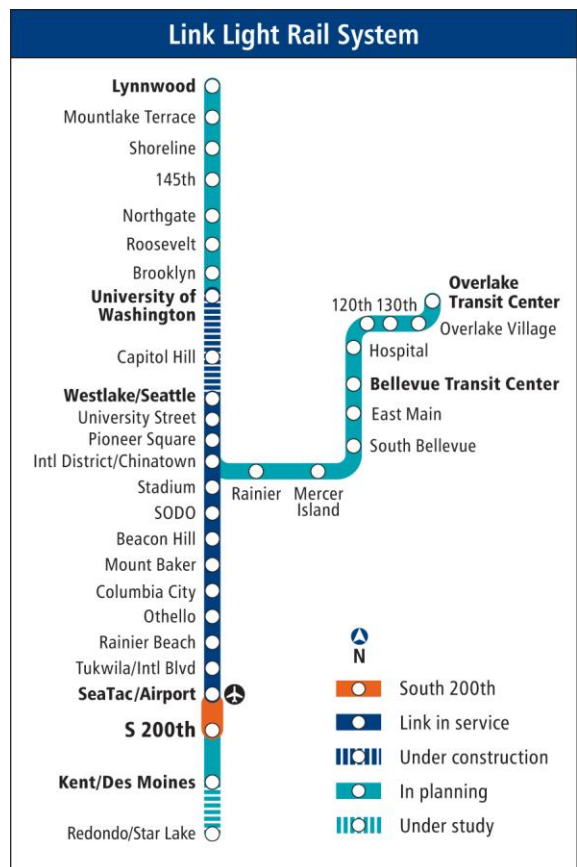 Link Light Rail System
Lynnwood
Mountlake Terrace
Shoreline
145th
Northgate
Roosevelt
Brooklyn
University of
Washington
Capitol Hill
Westlake/Seattle
University Street
Pioneer Square
Intl District/Chinatown
Stadium
SODO
Beacon Hill
Mount Baker
Columbia City
Othello
Rainier Beach
Tukwila/Intl Blvd
SeaTac/Airport
S 200th
Kent/Des Moines
Redondo/Star Lake
Overlake
Transit Center
120th 130th
Overlake Village
Hospital
Bellevue Transit Center
East Main
South Bellevue
Rainier
Mercer
Island
N
South 200th
Link in service
Under construction
In planning
Under study